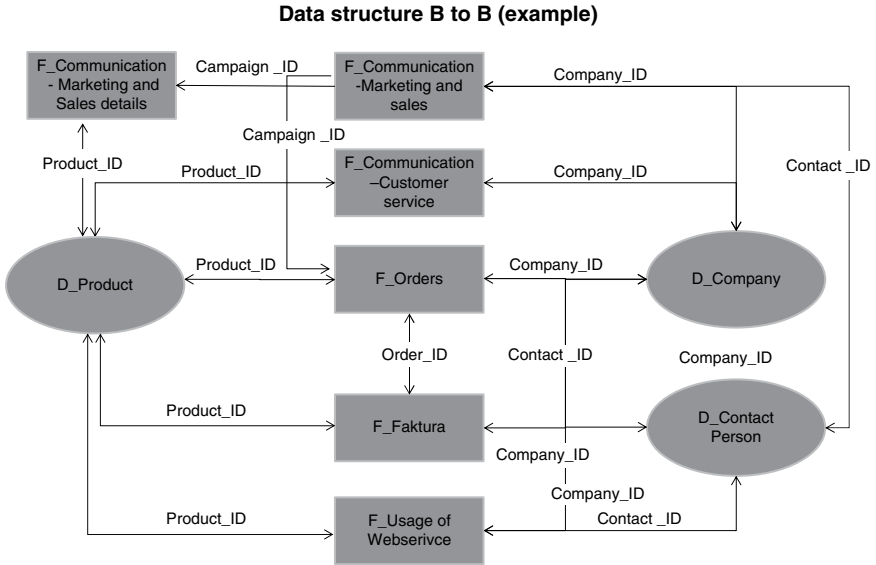 Data structure B to B (example)
F_Communication
- Marketing and
Sales details
Campaign _ID
F_Communication
-Marketing and
sales
Company_ID
Campaign _ID
Product_ID
Product_ID
F_Communication
–Customer
service
Company_ID
Contact _ID
D_Product
Product_ID
F_Orders
Company_ID
D_Company
Order_ID
Contact _ID
Company_ID
Product_ID
F_Faktura
D_Contact
Person
Company_ID
Company_ID
Product_ID
F_Usage of
Webserivce
Contact _ID